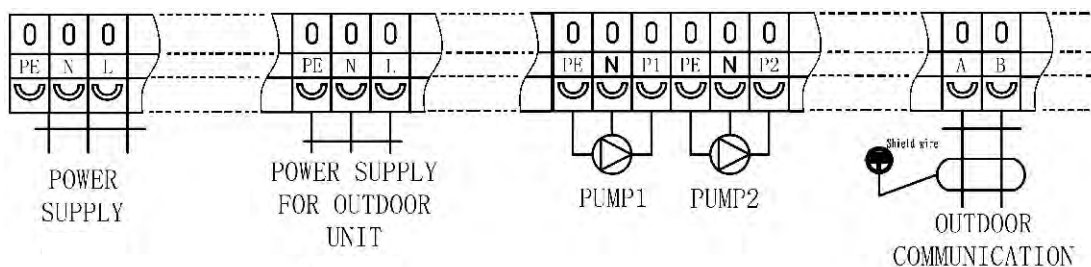 0 0 0 0 0 0 0 0 0 0 0 0 0 0
PE N L PE N L PE N P1 PE N P2 A B
Shield wire
POWER SUPPLY
POWER SUPPLY FOR OUTDOOR UNIT
PUMP1 PUMP2
OUTDOOR COMMUNICATION